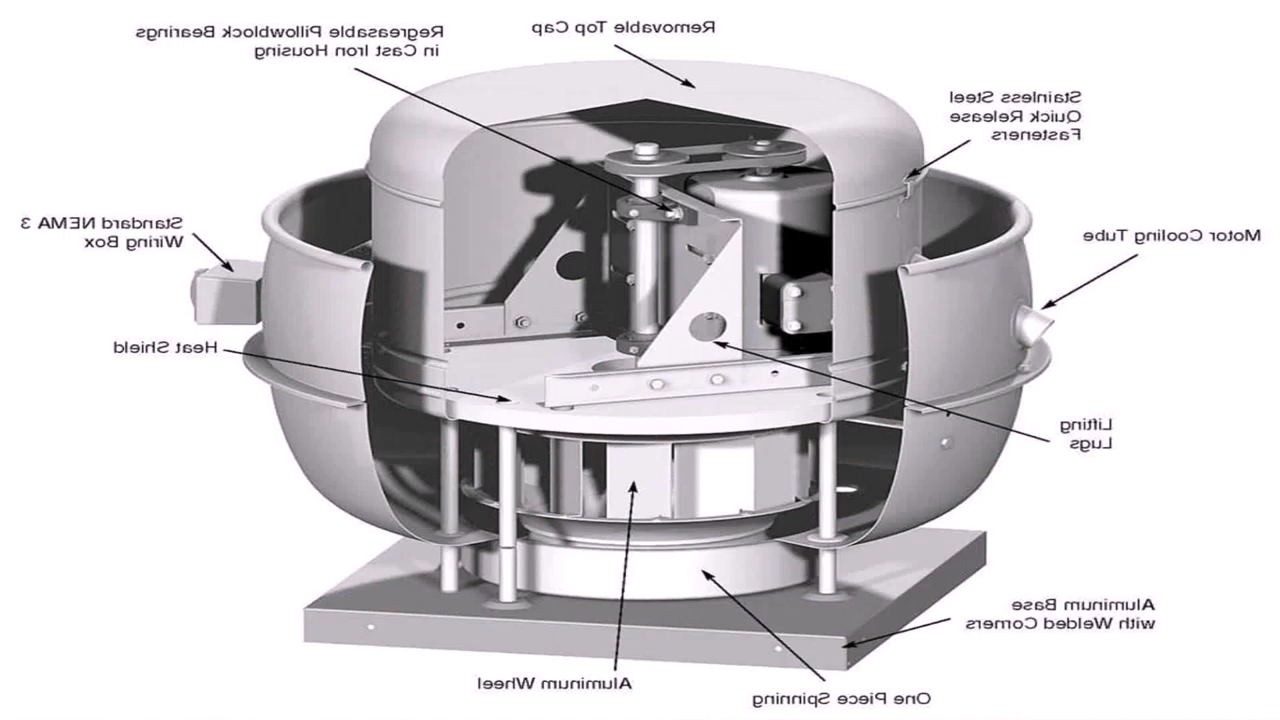 Removable Top Cap
Regreasable Pillowblock Bearings
in Cast Iron Housing
Stainless Steel
Quick Release
Fasteners
Standard NEMA 3
Wiring Box
Motor Cooling Tube
Heat Shield
Lifting
Lugs
Aluminum Base
with Welded Corners
Aluminum Wheel
One Piece Spinning